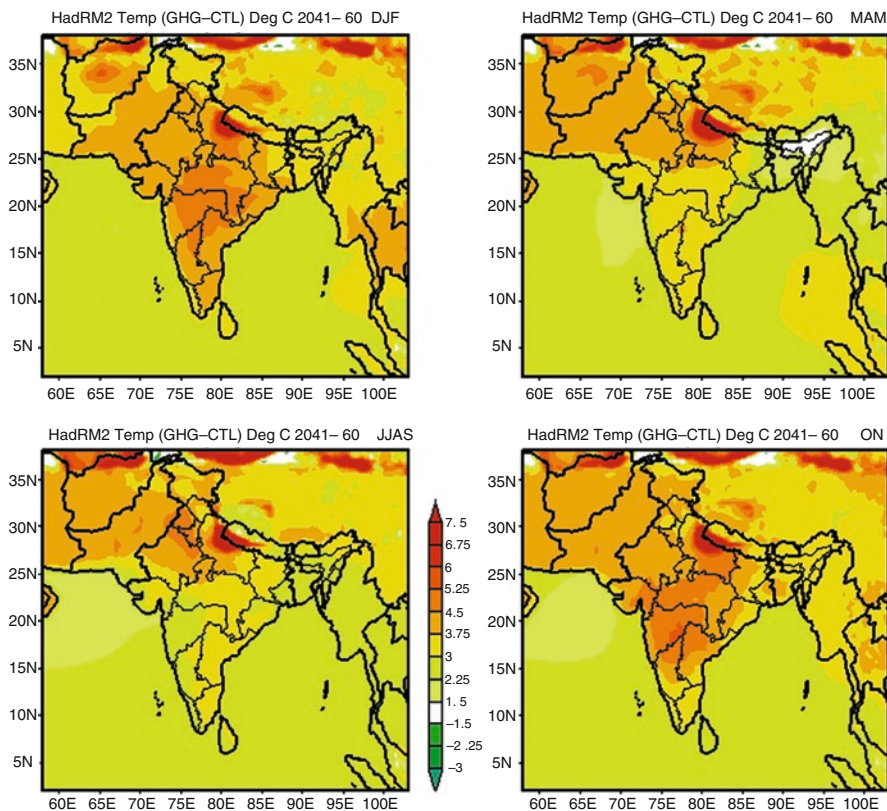 HadRM2 Temp (GHG–CTL) Deg C 2041– 60 DJF
35N
30N
25N
20N
15N
10N
5N
60E 65E 70E 75E 80E 85E 90E 95E 100E
HadRM2 Temp (GHG–CTL) Deg C 2041– 60 MAM
35N
30N
25N
20N
15N
10N
5N
60E 65E 70E 75E 80E 85E 90E 95E 100E
HadRM2 Temp (GHG–CTL) Deg C 2041– 60 JJAS
35N
30N
25N
20N
15N
10N
5N
60E 65E 70E 75E 80E 85E 90E 95E 100E
7. 5
6.75
6
5.25
4.5
3.75
3
2.25
1. 5
–1.5
–2 .25
–3
HadRM2 Temp (GHG–CTL) Deg C 2041– 60 ON
35N
30N
25N
20N
15N
10N
5N
60E 65E 70E 75E 80E 85E 90E 95E 100E